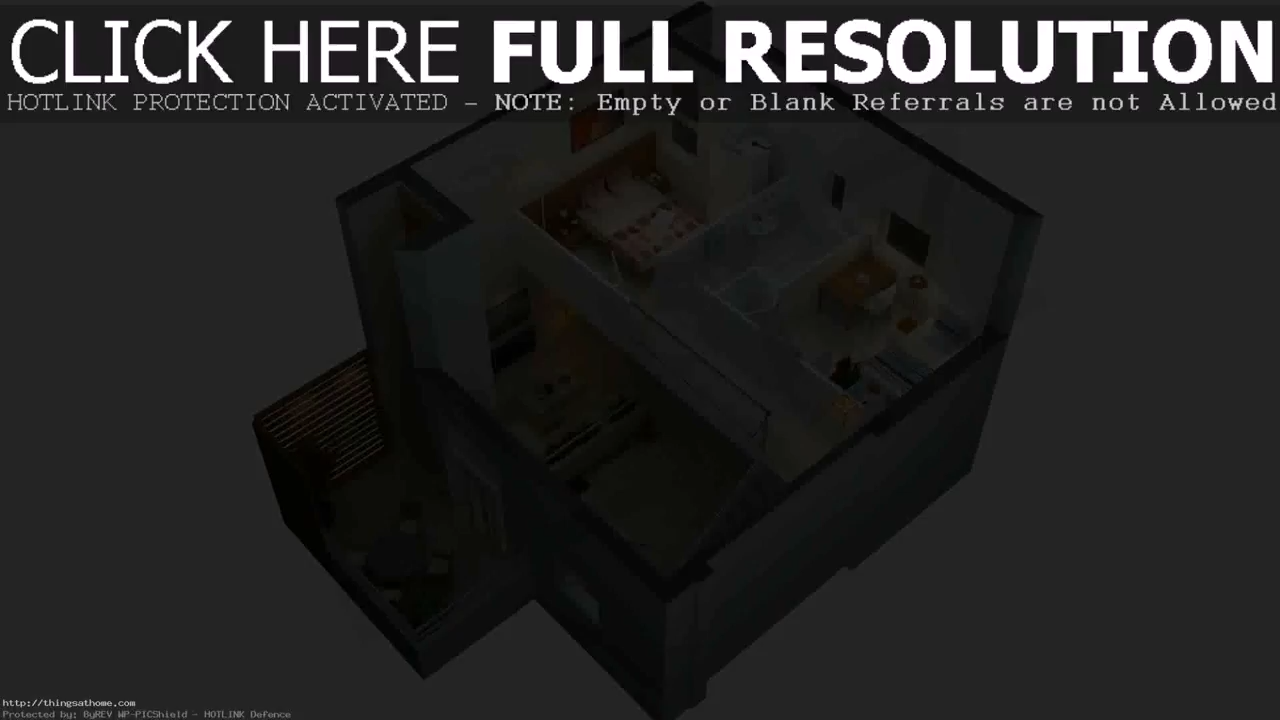 CLICK HERE FULL RESOLUTION
HOTLINK PROTECTION ACTIVATED - NOTE: Empty or Blank Referrals are not Allowed
http://thingsathome.com
Protected by: ByREV WP-PICShield - HOTLINK Defence